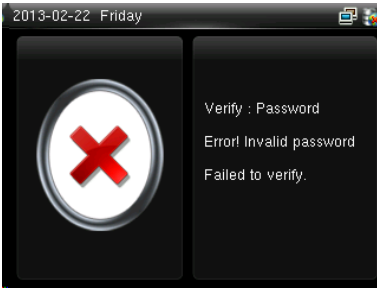 2013-02-22 Friday
Verify : Password
Error! Invalid password
Failed to verify.